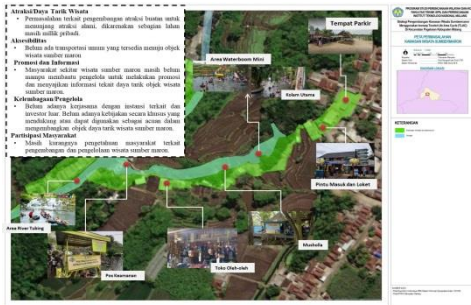 Atraksi/Daya Tarik Wisata
• Permasalahan terkait pengembangan atraksi buatan untuk
menunjang atraksi alami, dikarenakan sebagian lahan
masih milik pribadi.
Aksesibilitas
• Belum ada transportasi umum yang tersedia menuju objek
wisata sumber maron.
Promosi dan Informasi
• Masyarakat sekitar wisata sumber maron masih belum
mampu membantu pengelola untuk melakukan promosi
dan menyajikan informasi terkait daya tarik objek wisata
sumber maron.
Kelembagaan/Pengelola
• Belum adanya kerjasama dengan instansi terkait dan
investor luar. Belum adanya kebijakan secara khusus yang
mendukung atau dapat digunakan sebagai acuan dalam
mengembangkan objek daya tarik wisata sumber maron.
Partisipasi Masyarakat
• Masih kurangnya pengetahuan masyarakat terkait
pengembangan dan pengelolaan wisata sumber maron.
Tempat Parkir
Area Waterboom Mini
Kolam Utama
Pintu Masuk dan Loket
Area River Tubing
Musholla
Toko Oleh-oleh
Pos Keamanan
INSTITUT TEKNOLOGI NASIONAL MALANG
KETERANGAN